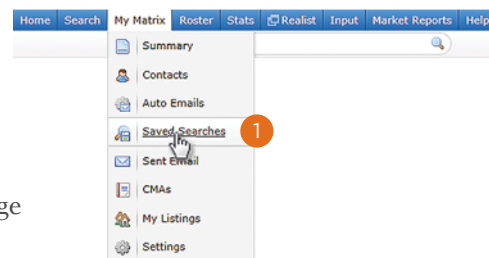 Home Search My Matrix Roster Stats Realist Input Market Reports Help
Summary
Contacts
Auto Emails
Saved Searches 1
Sent Email
CMAs
ge
My Listings
Settings